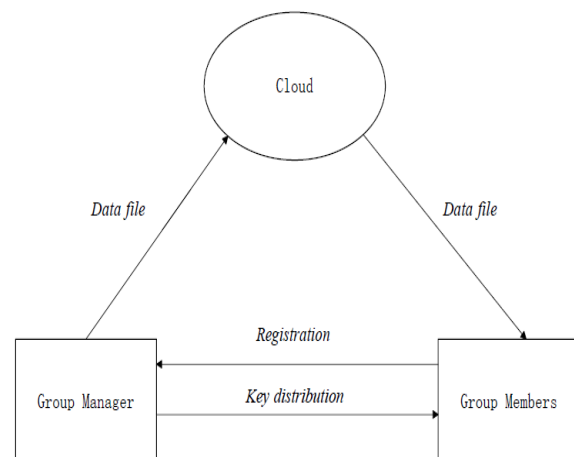 Cloud
Data file
Data file
Registration
Group Manager
Key distribution
Group Members